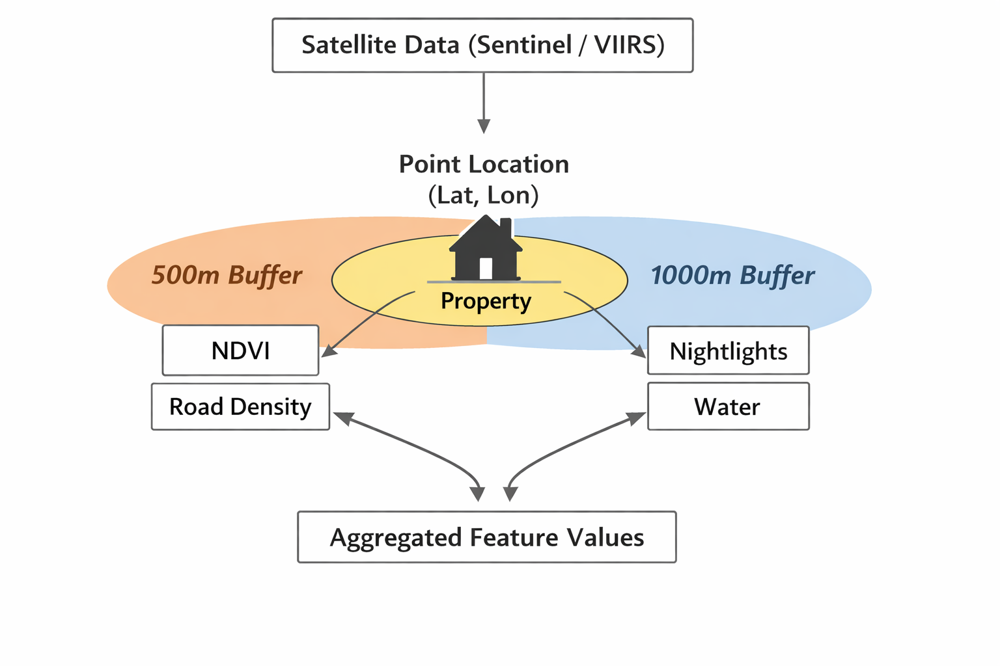 Satellite Data (Sentinel / VIIRS)
Point Location
(Lat, Lon)
500m Buffer
1000m Buffer
Property
NDVI
Nightlights
Road Density
Water
Aggregated Feature Values